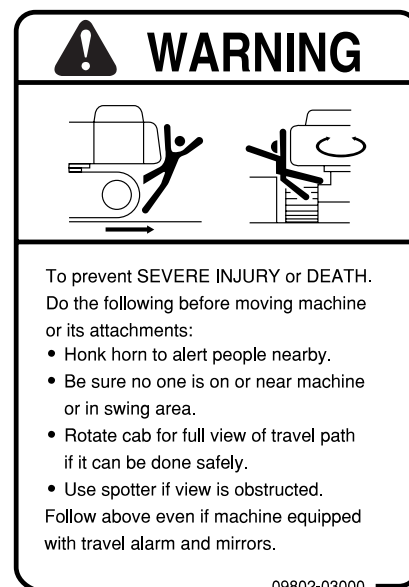 WARNING
To prevent SEVERE INJURY or DEATH.
Do the following before moving machine
or its attachments:
• Honk horn to alert people nearby.
• Be sure no one is on or near machine
or in swing area.
• Rotate cab for full view of travel path
if it can be done safely.
• Use spotter if view is obstructed.
Follow above even if machine equipped
with travel alarm and mirrors.
09802-03000